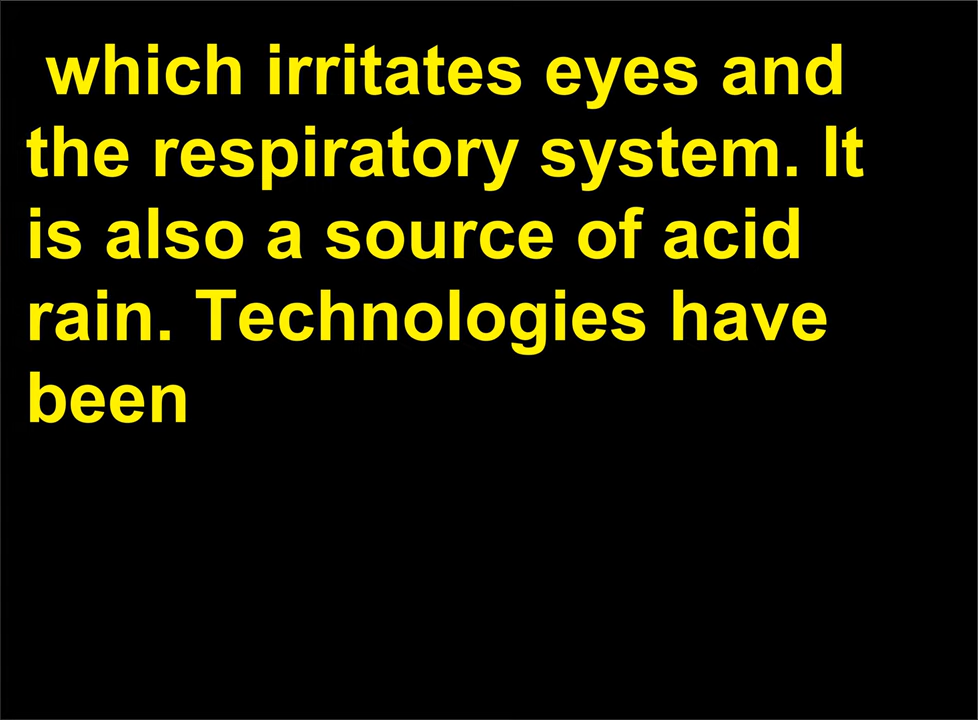 which irritates eyes and
the respiratory system. It
is also a source of acid
rain. Technologies have
been